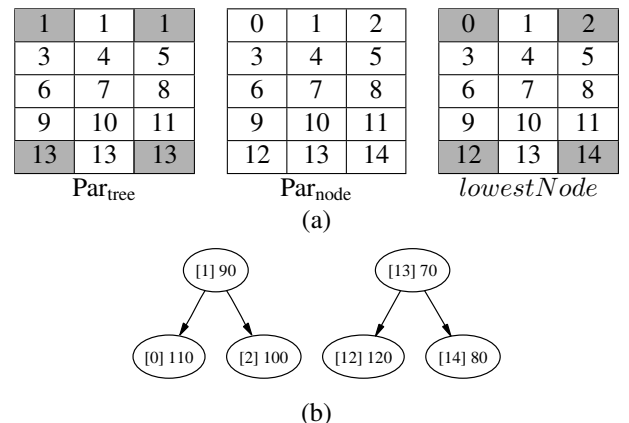 1 1 1 0 1 2 0 1 2
3 4 5 3 4 5 3 4 5
6 7 8 6 7 8 6 7 8
9 10 11 9 10 11 9 10 11
13 13 13 12 13 14 12 13 14
Partree Parnode lowestNode
(a)
[1] 90 [13] 70
[0] 110 [2] 100 [12] 120 [14] 80
(b)